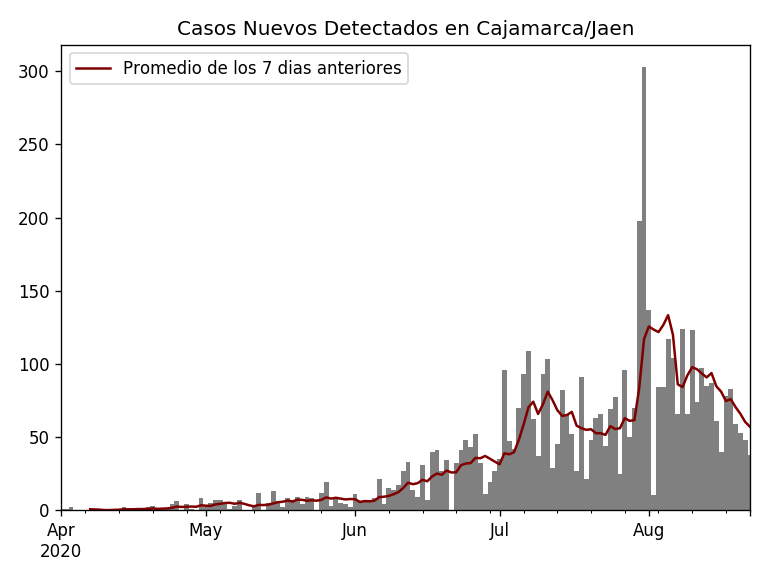 Casos Nuevos Detectados en Cajamarca/Jaen
Promedio de los 7 dias anteriores
300
250
200
150
100
50
0
Apr May Jun Jul Aug
2020